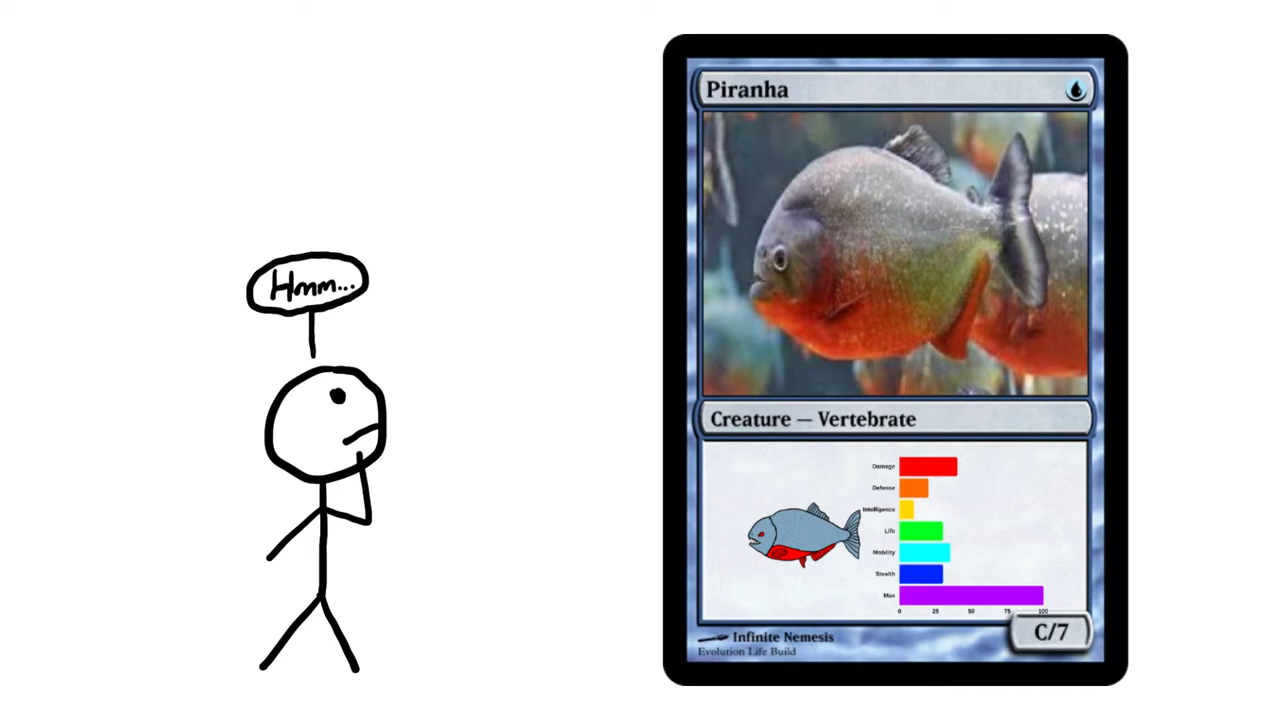 Hmm...
Piranha
Creature — Vertebrate
Damage
Defense
Intelligence
Life
Mobility
Stealth
Max
0 25 50 75 100
C/7
Infinite Nemesis
Evolution Life Build